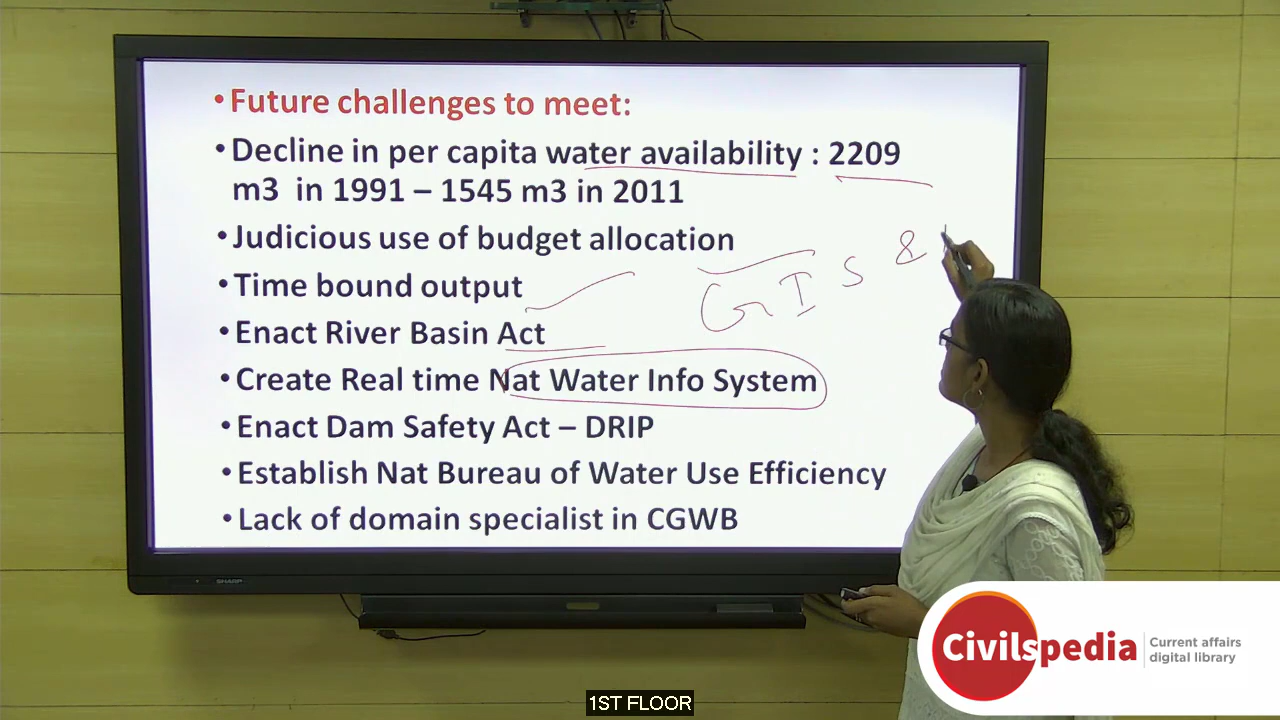 • Future challenges to meet:
• Decline in per capita water availability : 2209
m3 in 1991 – 1545 m3 in 2011
• Judicious use of budget allocation
• Time bound output
• Enact River Basin Act
• Create Real time Nat Water Info System
• Enact Dam Safety Act – DRIP
• Establish Nat Bureau of Water Use Efficiency
• Lack of domain specialist in CGWB
GIS &
SHARP
Civilspedia
Current affairs
digital library
1ST FLOOR